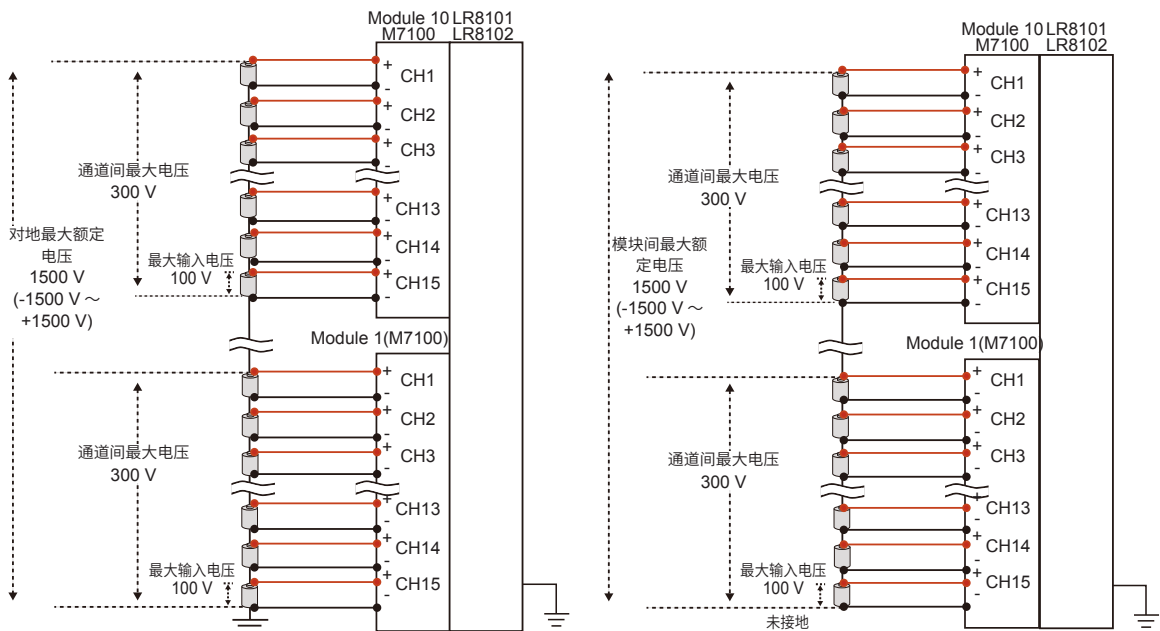 Module 10 LR8101
M7100 LR8102
+
CH1
-
+
CH2
-
+
CH3
-
通道间最大电压
300 V
+
CH13
-
对地最大额定
电压
1500 V
(-1500 V ～
+1500 V)
+
CH14
-
最大输入电压
100 V
+
CH15
-
Module 1(M7100)
+
CH1
-
+
CH2
-
+
CH3
-
通道间最大电压
300 V
+
CH13
-
+
CH14
-
最大输入电压
100 V
+
CH15
-
Module 10 LR8101
M7100 LR8102
+
CH1
-
+
CH2
-
+
CH3
-
通道间最大电压
300 V
+
CH13
-
模块间最大额
定电压
1500 V
(-1500 V ～
+1500 V)
+
CH14
-
最大输入电压
100 V
+
CH15
-
Module 1(M7100)
+
CH1
-
+
CH2
-
+
CH3
-
通道间最大电压
300 V
+
CH13
-
+
CH14
-
最大输入电压
100 V
+
CH15
-
未接地